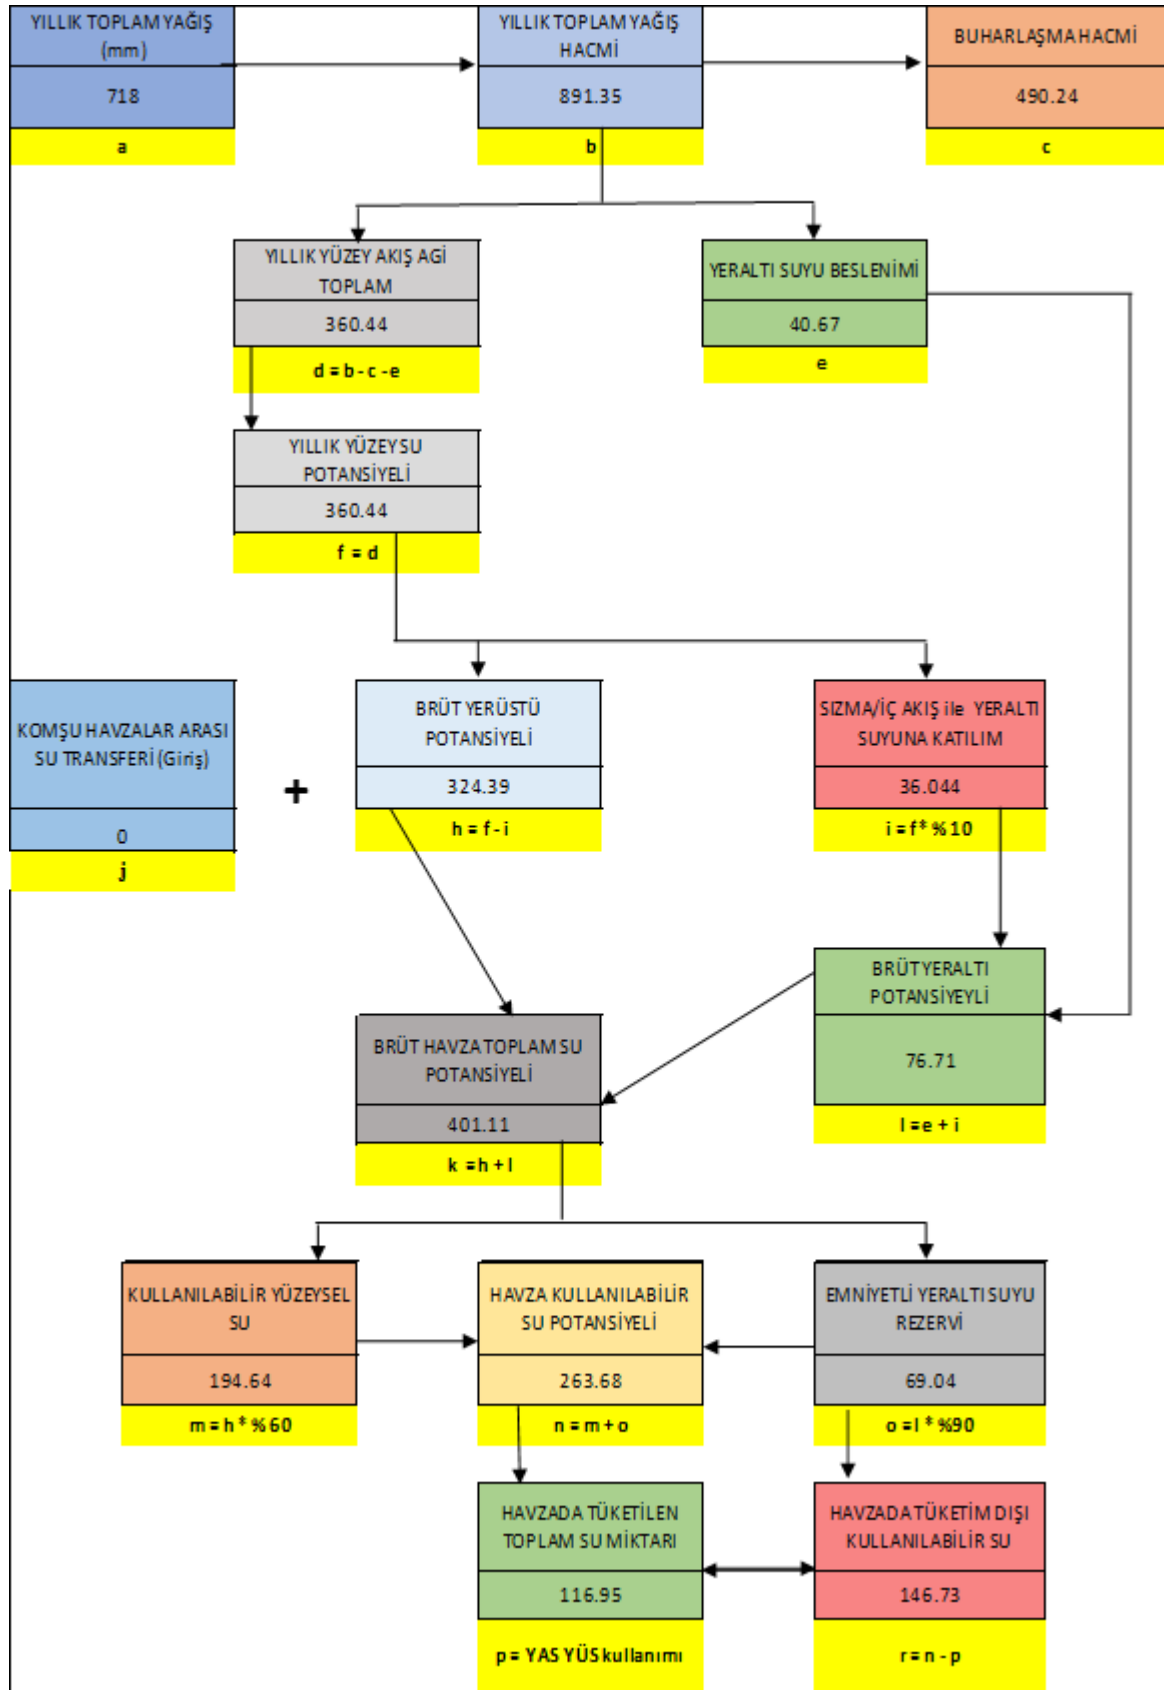 YILLIK TOPLAM YAĞIŞ
(mm)
718
a
YILLIK TOPLAM YAĞIŞ
HACMİ
891.35
b
BUHARLAŞMA HACMİ
490.24
c
YILLIK YÜZEY AKIŞ AGİ
TOPLAM
360.44
d = b - c - e
YERALTI SUYU BESLENİMİ
40.67
e
YILLIK YÜZEY SU
POTANSİYELİ
360.44
f = d
KOMŞU HAVZALAR ARASI
SU TRANSFERİ (Giriş)
0
j
+
BRÜT YERÜSTÜ
POTANSİYELİ
324.39
h = f - i
SIZMA/İÇ AKIŞ ile YERALTI
SUYUNA KATILIM
36.044
i = f * %10
BRÜT YERALTI
POTANSİYEYLİ
76.71
l = e + i
BRÜT HAVZA TOPLAM SU
POTANSİYELİ
401.11
k = h + l
KULLANILABİLİR YÜZEYSEL
SU
194.64
m = h * %60
HAVZA KULLANILABİLİR
SU POTANSİYELİ
263.68
n = m + o
EMNİYETLİ YERALTI SUYU
REZERVİ
69.04
o = l * %90
HAVZADA TÜKETİLEN
TOPLAM SU MİKTARI
116.95
p = YAS YÜS kullanımı
HAVZADA TÜKETİM DIŞI
KULLANILABİLİR SU
146.73
r = n - p